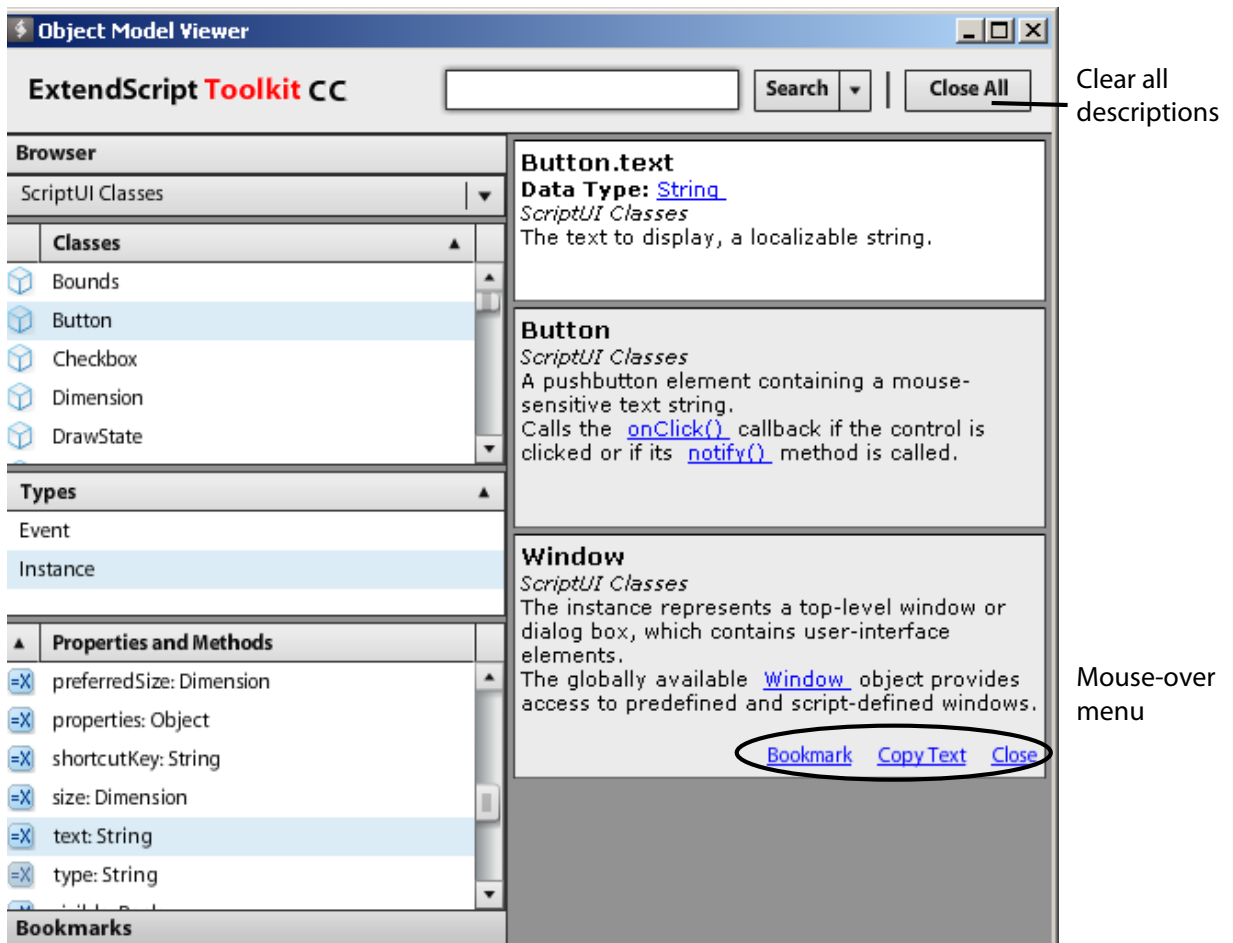 Object Model Viewer
ExtendScript Toolkit CC
Search
Close All
Clear all
descriptions
Browser
ScriptUI Classes
Classes
Bounds
Button
Checkbox
Dimension
DrawState
Types
Event
Instance
Properties and Methods
preferredSize: Dimension
properties: Object
shortcutKey: String
size: Dimension
text: String
type: String
Bookmarks
Button.text
Data Type: String
ScriptUI Classes
The text to display, a localizable string.
Button
ScriptUI Classes
A pushbutton element containing a mouse-
sensitive text string.
Calls the onClick() callback if the control is
clicked or if its notify() method is called.
Window
ScriptUI Classes
The instance represents a top-level window or
dialog box, which contains user-interface
elements.
The globally available Window object provides
access to predefined and script-defined windows.
Bookmark Copy Text Close
Mouse-over
menu